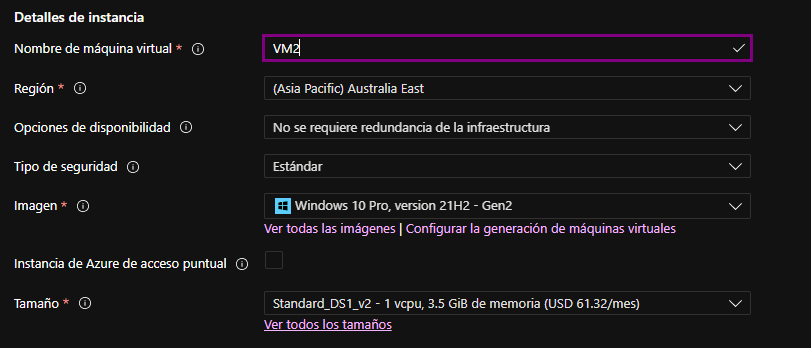 Detalles de instancia
Nombre de máquina virtual * VM2
Región * (Asia Pacific) Australia East
Opciones de disponibilidad No se requiere redundancia de la infraestructura
Tipo de seguridad Estándar
Imagen * Windows 10 Pro, version 21H2 - Gen2
Ver todas las imágenes | Configurar la generación de máquinas virtuales
Instancia de Azure de acceso puntual
Tamaño * Standard_DS1_v2 - 1 vcpu, 3.5 GiB de memoria (USD 61.32/mes)
Ver todos los tamaños